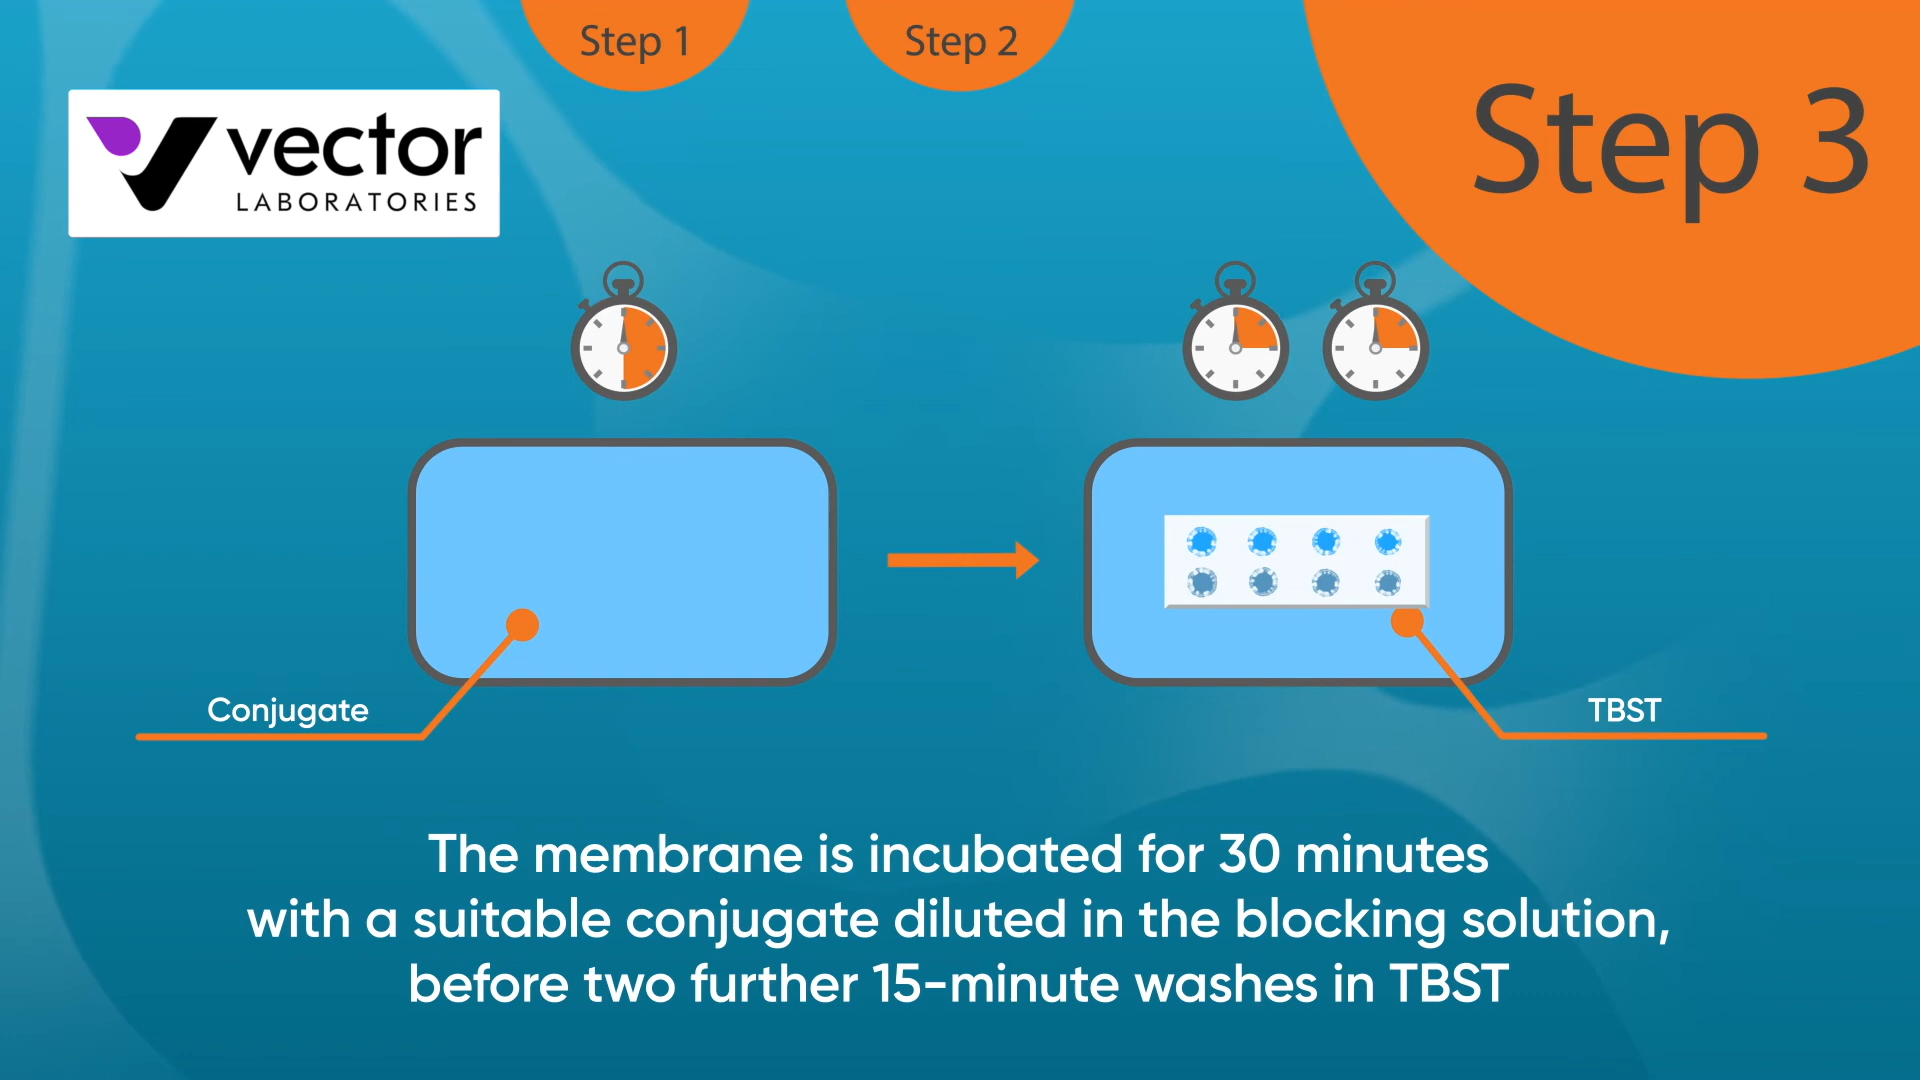 Step 1
Step 2
Step 3
vector
LABORATORIES
Conjugate
TBST
The membrane is incubated for 30 minutes
with a suitable conjugate diluted in the blocking solution,
before two further 15-minute washes in TBST